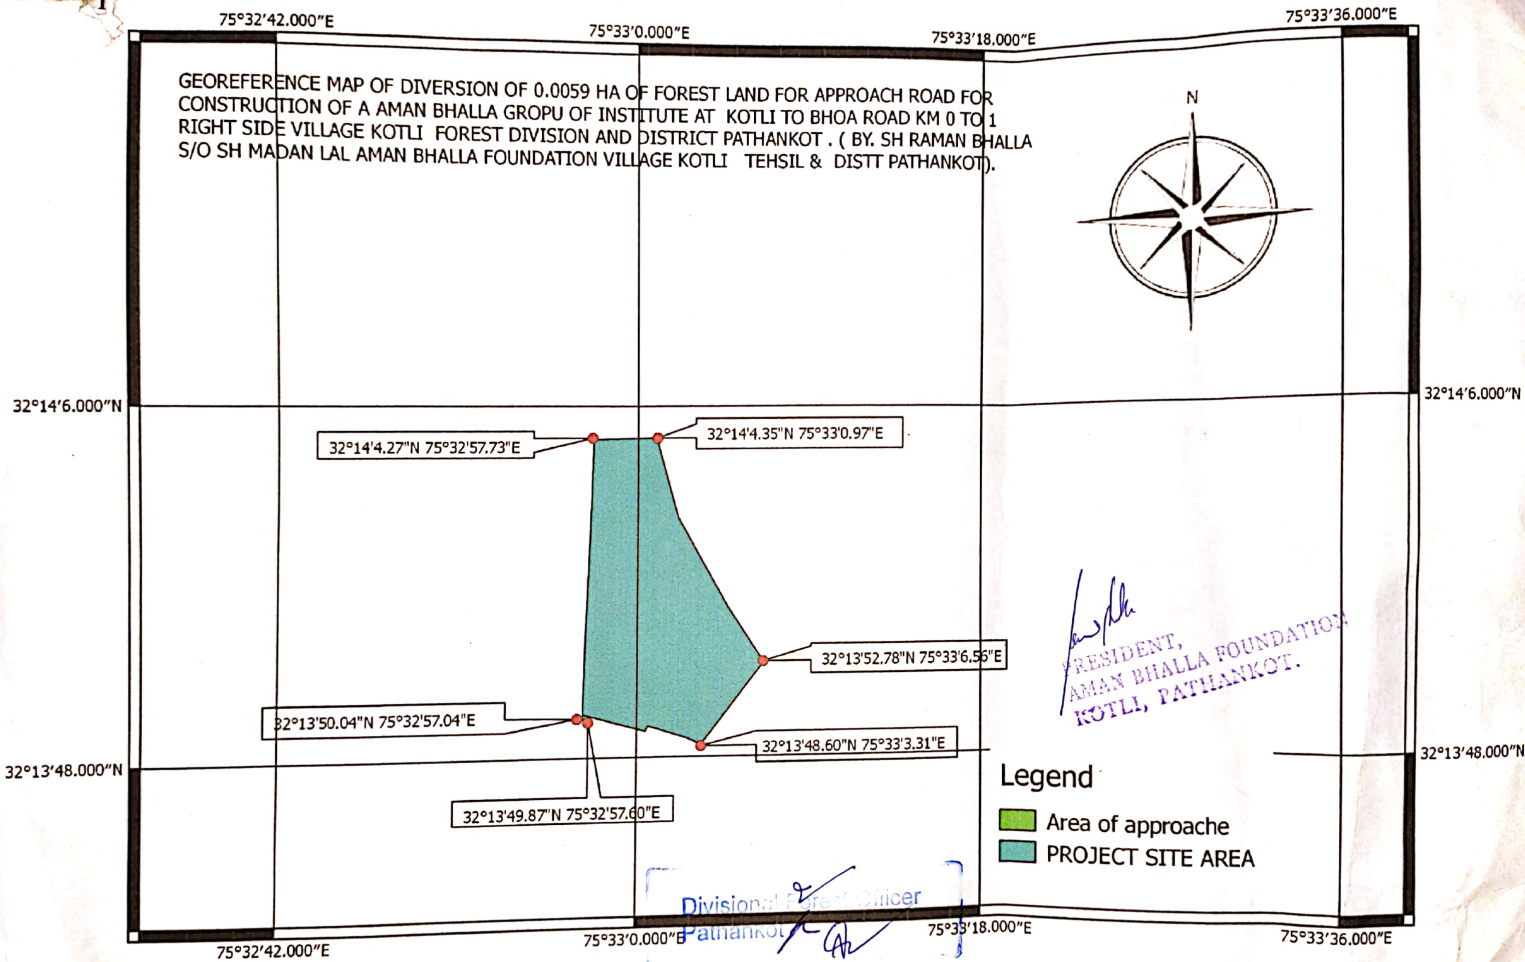 75°32'42.000"E
75°33'0.000"E
75°33'18.000"E
75°33'36.000"E
GEOREFERENCE MAP OF DIVERSION OF 0.0059 HA OF FOREST LAND FOR APPROACH ROAD FOR
CONSTRUCTION OF A AMAN BHALLA GROPU OF INSTITUTE AT KOTLI TO BHOA ROAD KM 0 TO 1
RIGHT SIDE VILLAGE KOTLI FOREST DIVISION AND DISTRICT PATHANKOT . ( BY. SH RAMAN BHALLA
S/O SH MADAN LAL AMAN BHALLA FOUNDATION VILLAGE KOTLI TEHSIL & DISTT PATHANKOT).
N
32°14'6.000"N
32°14'6.000"N
32°14'4.27"N 75°32'57.73"E
32°14'4.35"N 75°33'0.97"E
32°13'52.78"N 75°33'6.56"E
PRESIDENT,
AMAN BHALLA FOUNDATION
KOTLI, PATHANKOT.
32°13'50.04"N 75°32'57.04"E
32°13'48.60"N 75°33'3.31"E
32°13'48.000"N
32°13'48.000"N
32°13'49.87"N 75°32'57.60"E
Legend
Area of approache
PROJECT SITE AREA
Divisional Forest Officer
Pathankot
75°32'42.000"E
75°33'0.000"E
75°33'18.000"E
75°33'36.000"E